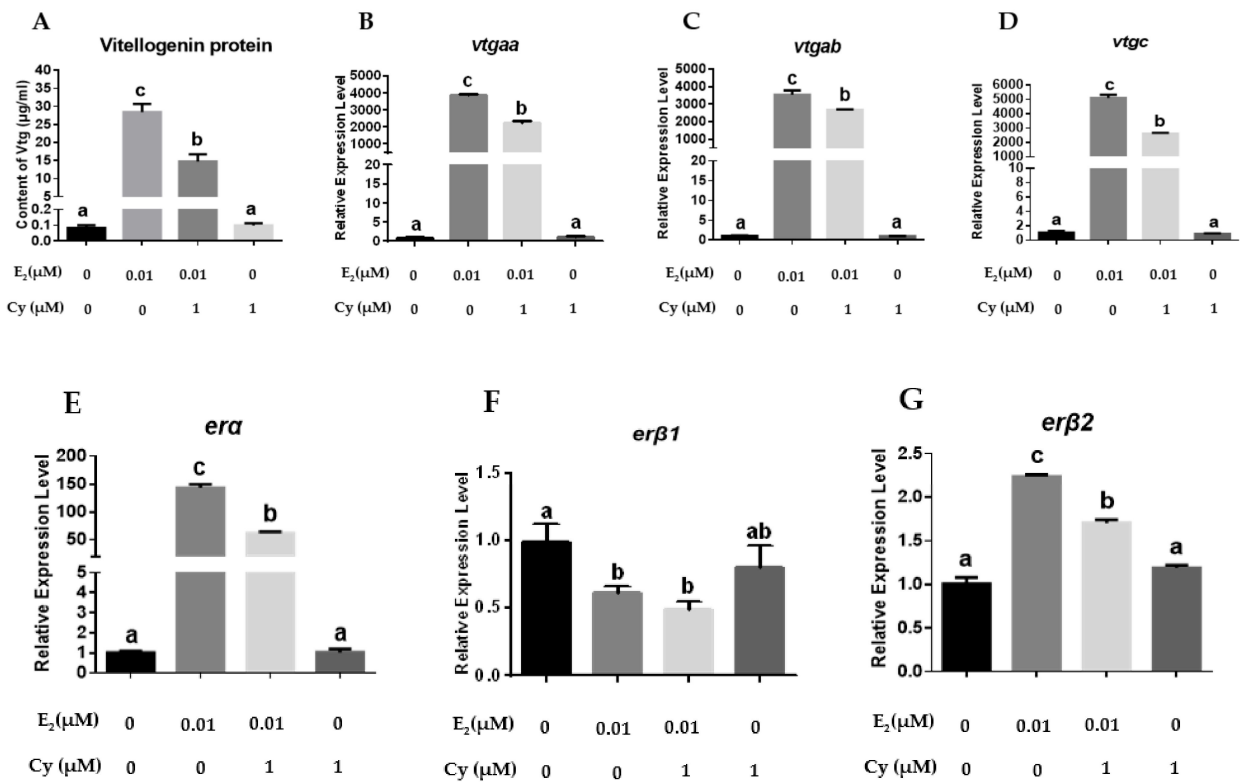 A
Vitellogenin protein
Content of Vtg (μg/ml)
40
35
30
25
20
15
10
5
0.2
0.1
0.0
a
c
b
a
E₂(μM) 0 0.01 0.01 0
Cy (μM) 0 0 1 1
B
vtgaa
Relative Expression Level
5000
4000
3000
2000
1000
20
15
10
5
0
a
c
b
a
0 0.01 0.01 0
E₂(μM)
Cy (μM) 0 0 1 1
C
vtgab
Relative Expression Level
5000
4000
3000
2000
1000
20
15
10
5
0
a
c
b
a
E₂(μM) 0 0.01 0.01 0
Cy (μM) 0 0 1 1
D
vtgc
Relative Expression Level
6000
5000
4000
3000
2000
1000
10
8
6
4
2
0
a
c
b
a
E₂(μM) 0 0.01 0.01 0
Cy (μM) 0 0 1 1
E
erα
Relative Expression Level
200
150
100
50
5
4
3
2
1
0
a
c
b
a
E₂(μM) 0 0.01 0.01 0
Cy (μM) 0 0 1 1
F
erβ1
Relative Expression Level
1.5
1.0
0.5
0.0
a
b
b
ab
E₂(μM) 0 0.01 0.01 0
Cy (μM) 0 0 1 1
G
erβ2
Relative Expression Level
2.5
2.0
1.5
1.0
0.5
0.0
a
c
b
a
E₂(μM) 0 0.01 0.01 0
Cy (μM) 0 0 1 1